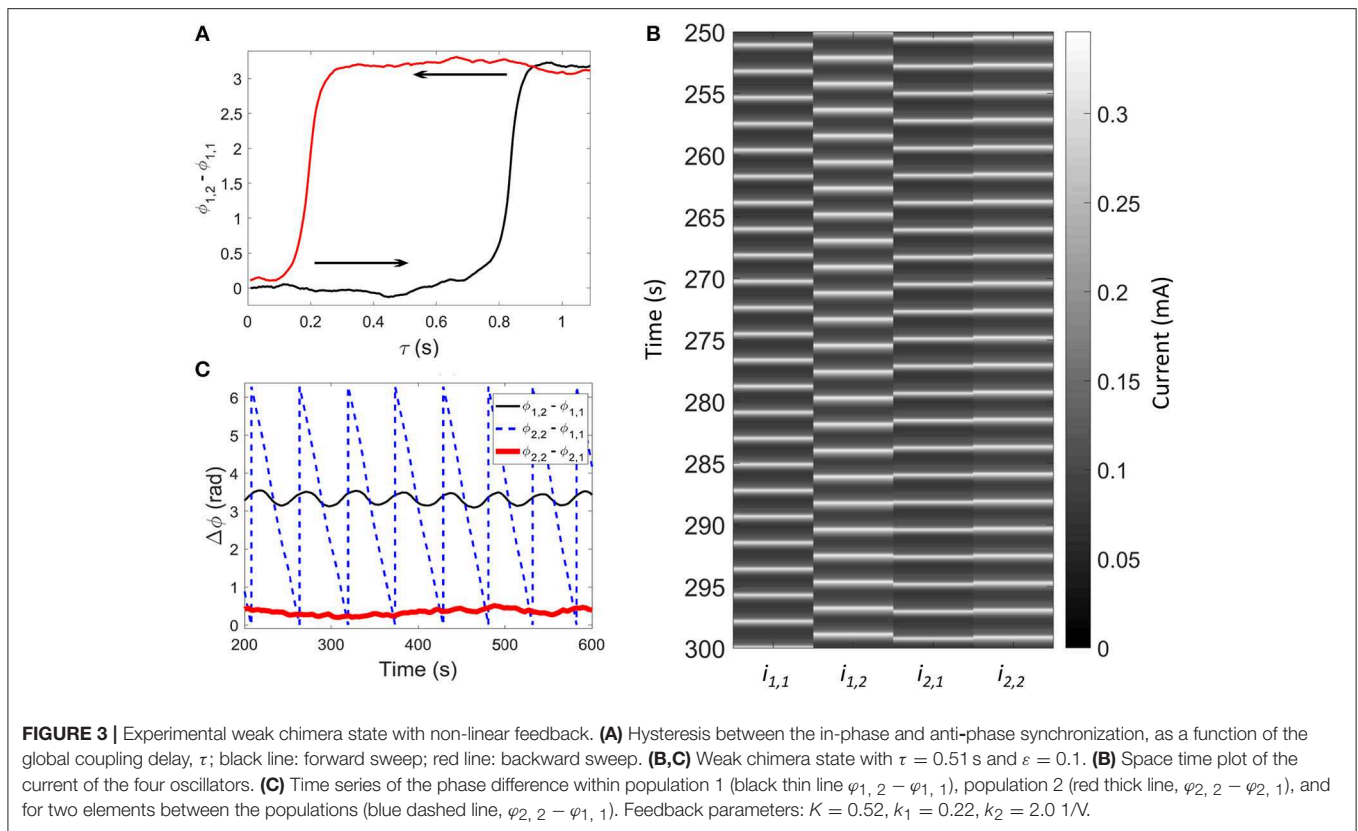 A
3
2.5
2
1.5
1
0.5
0
ϕ1,2 - ϕ1,1
0 0.2 0.4 0.6 0.8 1
τ (s)
B
250
255
260
265
270
275
280
285
290
295
300
Time (s)
i1,1 i1,2 i2,1 i2,2
0.3
0.25
0.2
0.15
0.1
0.05
0
Current (mA)
C
6
5
4
3
2
1
0
Δϕ (rad)
ϕ1,2 - ϕ1,1
ϕ2,2 - ϕ1,1
ϕ2,2 - ϕ2,1
200 300 400 500 600
Time (s)
FIGURE 3 | Experimental weak chimera state with non-linear feedback. (A) Hysteresis between the in-phase and anti-phase synchronization, as a function of the
global coupling delay, τ; black line: forward sweep; red line: backward sweep. (B,C) Weak chimera state with τ = 0.51 s and ε = 0.1. (B) Space time plot of the
current of the four oscillators. (C) Time series of the phase difference within population 1 (black thin line φ1, 2 − φ1, 1), population 2 (red thick line, φ2, 2 − φ2, 1), and
for two elements between the populations (blue dashed line, φ2, 2 − φ1, 1). Feedback parameters: K = 0.52, k1 = 0.22, k2 = 2.0 1/V.